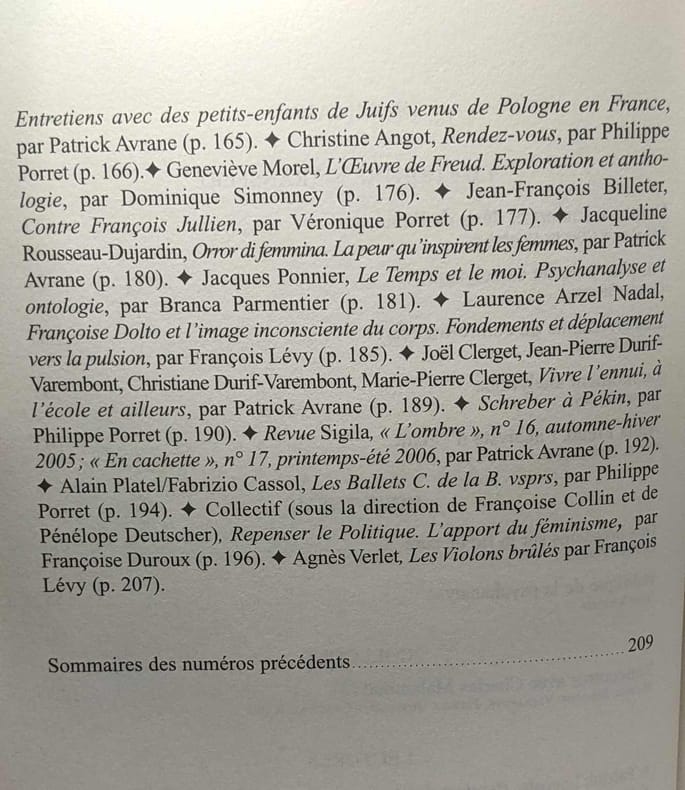 Entretiens avec des petits-enfants de Juifs venus de Pologne en France,
par Patrick Avrane (p. 165). ✦ Christine Angot, Rendez-vous, par Philippe
Porret (p. 166).✦ Geneviève Morel, L'Œuvre de Freud. Exploration et antho-
logie, par Dominique Simonney (p. 176). ✦ Jean-François Billeter,
Contre François Jullien, par Véronique Porret (p. 177). ✦ Jacqueline
Rousseau-Dujardin, Orror di femmina. La peur qu'inspirent les femmes, par Patrick
Avrane (p. 180). ✦ Jacques Ponnier, Le Temps et le moi. Psychanalyse et
ontologie, par Branca Parmentier (p. 181). ✦ Laurence Arzel Nadal,
Françoise Dolto et l'image inconsciente du corps. Fondements et déplacement
vers la pulsion, par François Lévy (p. 185). ✦ Joël Clerget, Jean-Pierre Durif-
Varembont, Christiane Durif-Varembont, Marie-Pierre Clerget, Vivre l'ennui, à
l'école et ailleurs, par Patrick Avrane (p. 189). ✦ Schreber à Pékin, par
Philippe Porret (p. 190). ✦ Revue Sigila, « L'ombre », n° 16, automne-hiver
2005 ; « En cachette », n° 17, printemps-été 2006, par Patrick Avrane (p. 192).
✦ Alain Platel/Fabrizio Cassol, Les Ballets C. de la B. vsprs, par Philippe
Porret (p. 194). ✦ Collectif (sous la direction de Françoise Collin et de
Pénélope Deutscher), Repenser le Politique. L'apport du féminisme, par
Françoise Duroux (p. 196). ✦ Agnès Verlet, Les Violons brûlés par François
Lévy (p. 207).
Sommaires des numéros précédents.................................................. 209